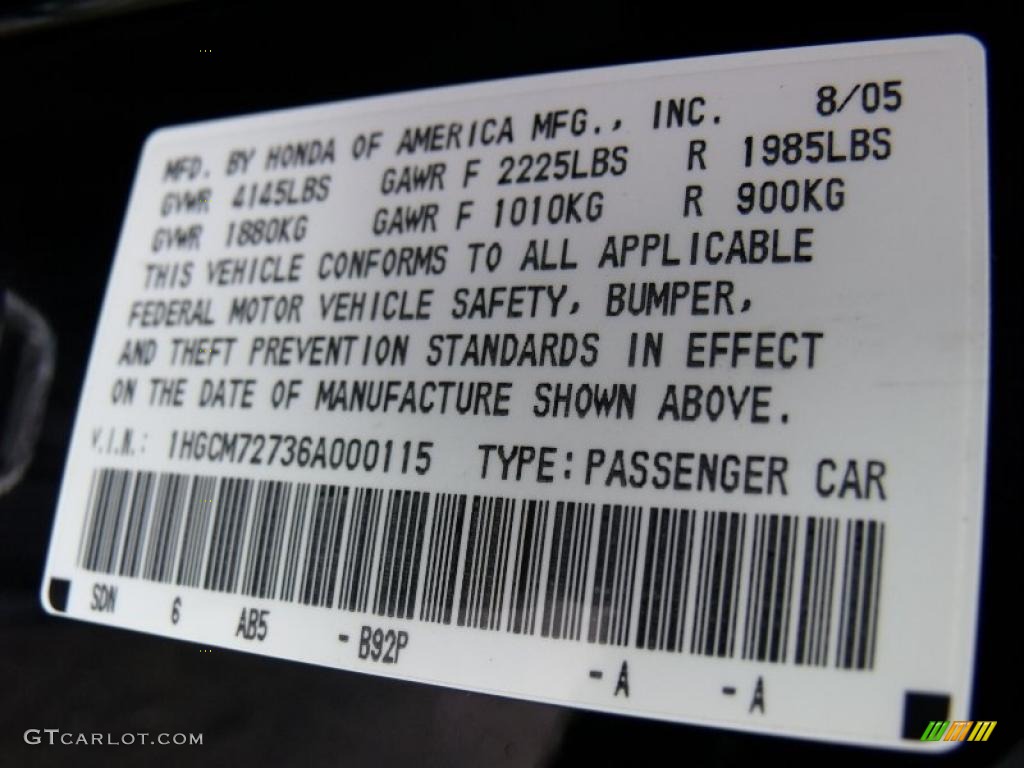 MFD. BY HONDA OF AMERICA MFG., INC. 8/05
GVWR 4145LBS GAWR F 2225LBS R 1985LBS
GVWR 1880KG GAWR F 1010KG R 900KG
THIS VEHICLE CONFORMS TO ALL APPLICABLE
FEDERAL MOTOR VEHICLE SAFETY, BUMPER,
AND THEFT PREVENTION STANDARDS IN EFFECT
ON THE DATE OF MANUFACTURE SHOWN ABOVE.
V.I.N.: 1HGCM72736A000115 TYPE: PASSENGER CAR
SDN 6 AB5 - B92P - A - A
GTCARLOT.COM